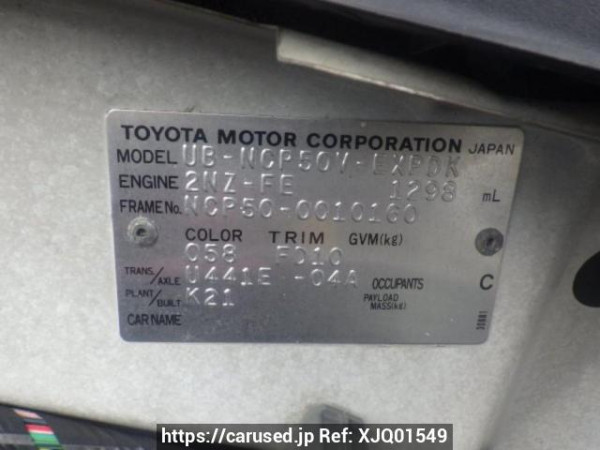 TOYOTA MOTOR CORPORATION JAPAN
MODEL UB-NCP50V-EXPDK
ENGINE 2NZ-FE 1298 mL
FRAME No. NCP50-0010160
COLOR TRIM GVM(kg)
058 FD10
TRANS./AXLE U441E -04A OCCUPANTS C
PLANT/BUILT K21 PAYLOAD MASS(kg)
CAR NAME
https://carused.jp Ref: XJQ01549